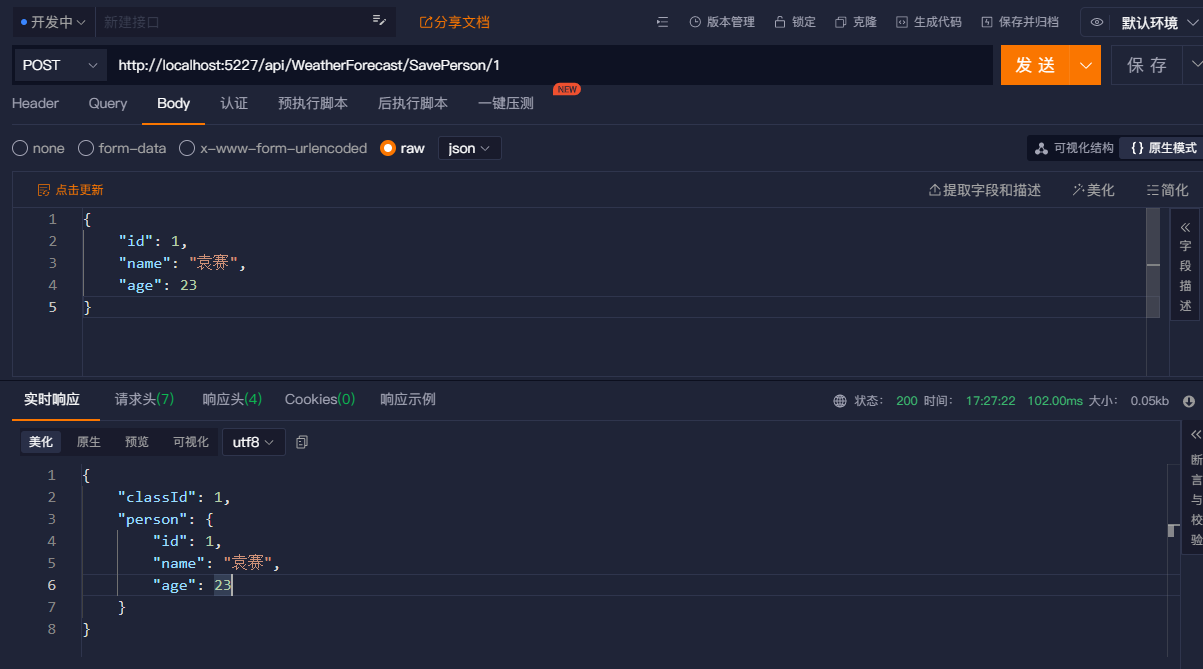 开发中 新建接口 分享文档 版本管理 锁定 克隆 生成代码 保存并归档 默认环境
POST http://localhost:5227/api/WeatherForecast/SavePerson/1 发 送 保 存
Header Query Body 认证 预执行脚本 后执行脚本 一键压测 NEW
none form-data x-www-form-urlencoded raw json 可视化结构 { } 原生模式
点击更新 提取字段和描述 美化 简化
1 {
2 "id": 1,
3 "name": "袁赛",
4 "age": 23
5 }
字段描述
实时响应 请求头(7) 响应头(4) Cookies(0) 响应示例 状态: 200 时间: 17:27:22 102.00ms 大小: 0.05kb
美化 原生 预览 可视化 utf8
1 {
2 "classId": 1,
3 "person": {
4 "id": 1,
5 "name": "袁赛",
6 "age": 23
7 }
8 }
断言与校验